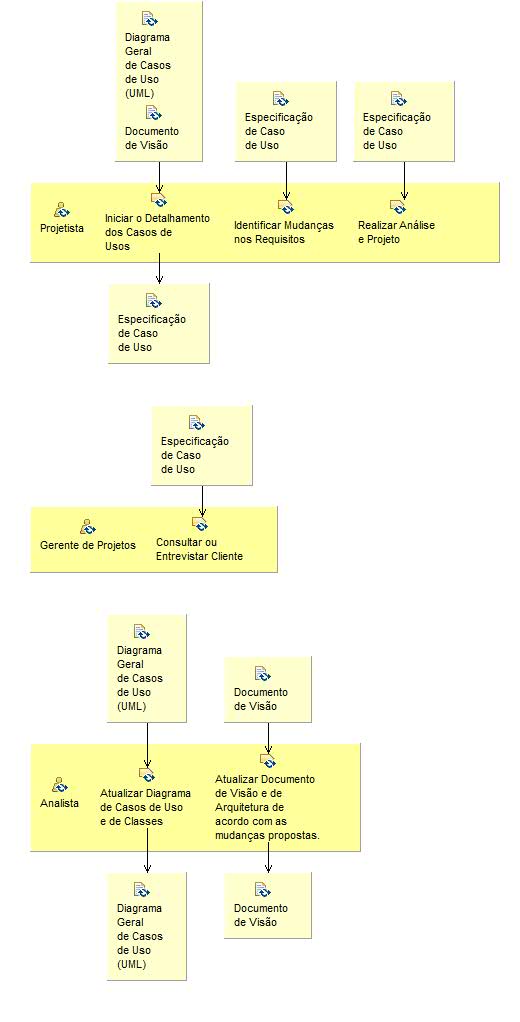 Diagrama
Geral
de Casos
de Uso
(UML)
Documento
de Visão
Especificação
de Caso
de Uso
Especificação
de Caso
de Uso
Projetista
Iniciar o Detalhamento
dos Casos de
Usos
Identificar Mudanças
nos Requisitos
Realizar Análise
e Projeto
Especificação
de Caso
de Uso
Especificação
de Caso
de Uso
Gerente de Projetos
Consultar ou
Entrevistar Cliente
Diagrama
Geral
de Casos
de Uso
(UML)
Documento
de Visão
Analista
Atualizar Diagrama
de Casos de Uso
e de Classes
Atualizar Documento
de Visão e de
Arquitetura de
acordo com as
mudanças propostas.
Diagrama
Geral
de Casos
de Uso
(UML)
Documento
de Visão